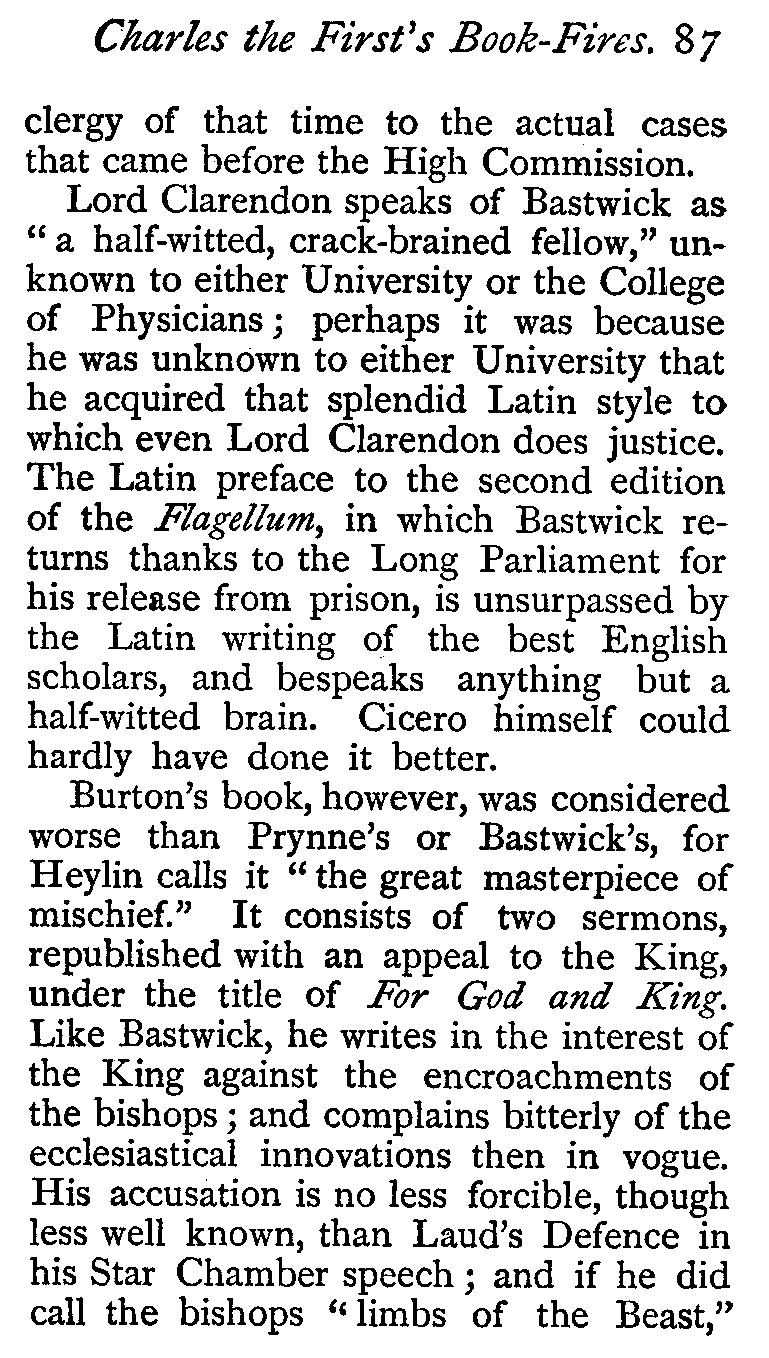 Charles the First's Book-Fires. 87
clergy of that time to the actual cases
that came before the High Commission.
Lord Clarendon speaks of Bastwick as
“a half-witted, crack-brained fellow,” un-
known to either University or the College
of Physicians; perhaps it was because
he was unknown to either University that
he acquired that splendid Latin style to
which even Lord Clarendon does justice.
The Latin preface to the second edition
of the Flagellum, in which Bastwick re-
turns thanks to the Long Parliament for
his release from prison, is unsurpassed by
the Latin writing of the best English
scholars, and bespeaks anything but a
half-witted brain. Cicero himself could
hardly have done it better.
Burton's book, however, was considered
worse than Prynne's or Bastwick's, for
Heylin calls it “the great masterpiece of
mischief.” It consists of two sermons,
republished with an appeal to the King,
under the title of For God and King.
Like Bastwick, he writes in the interest of
the King against the encroachments of
the bishops; and complains bitterly of the
ecclesiastical innovations then in vogue.
His accusation is no less forcible, though
less well known, than Laud's Defence in
his Star Chamber speech; and if he did
call the bishops “limbs of the Beast,”